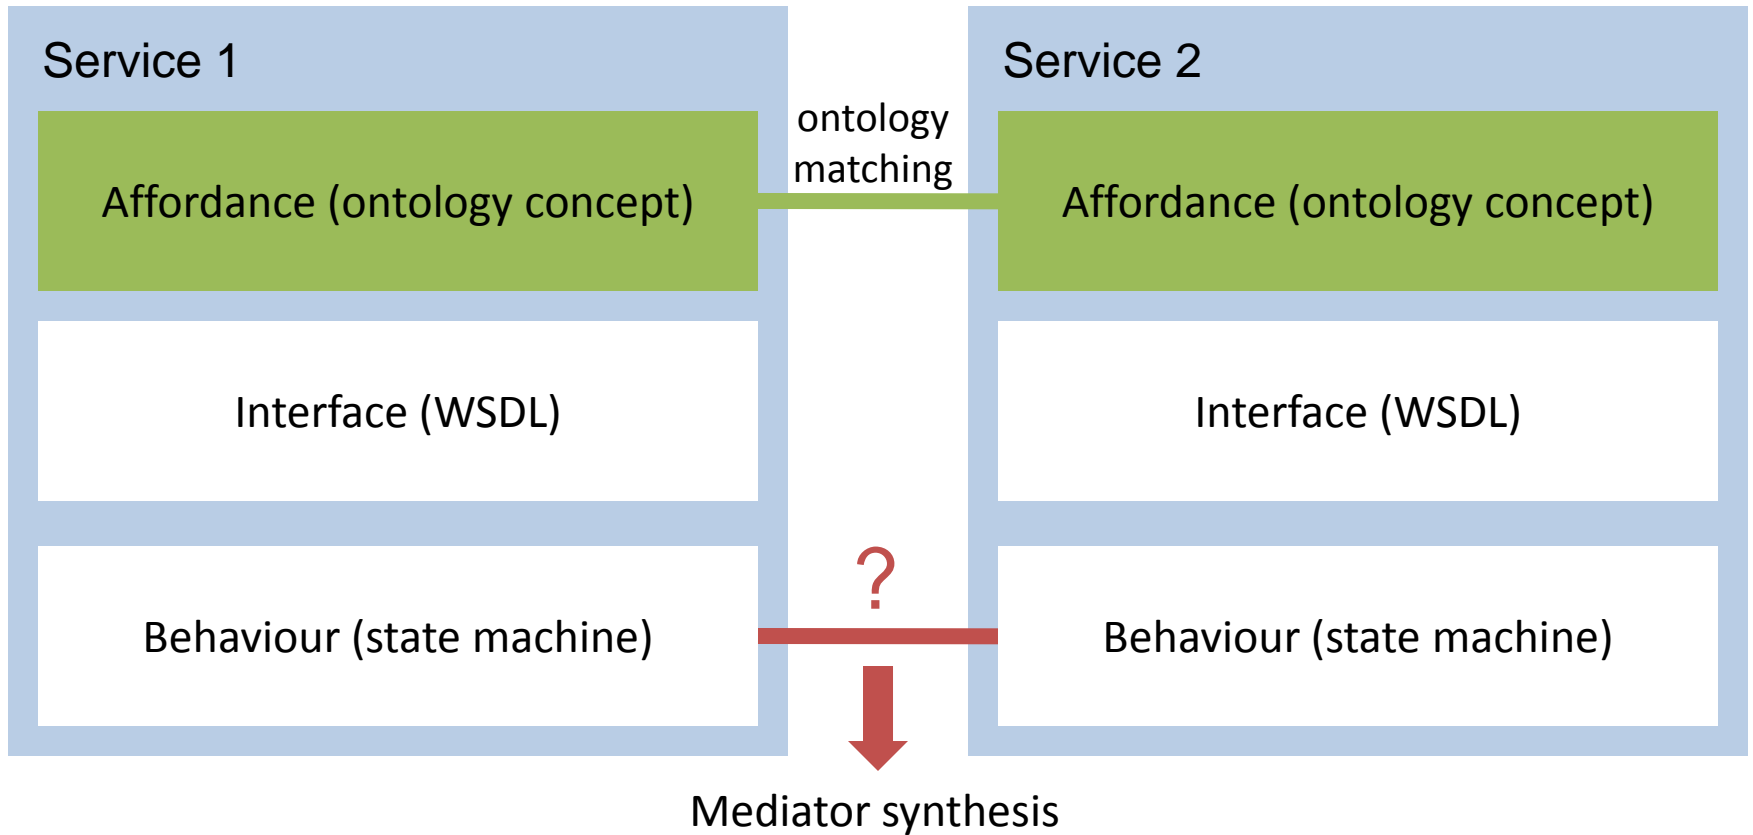 Service 1
Service 2
ontology
matching
Affordance (ontology concept)
Affordance (ontology concept)
Interface (WSDL)
Interface (WSDL)
?
Behaviour (state machine)
Behaviour (state machine)
Mediator synthesis